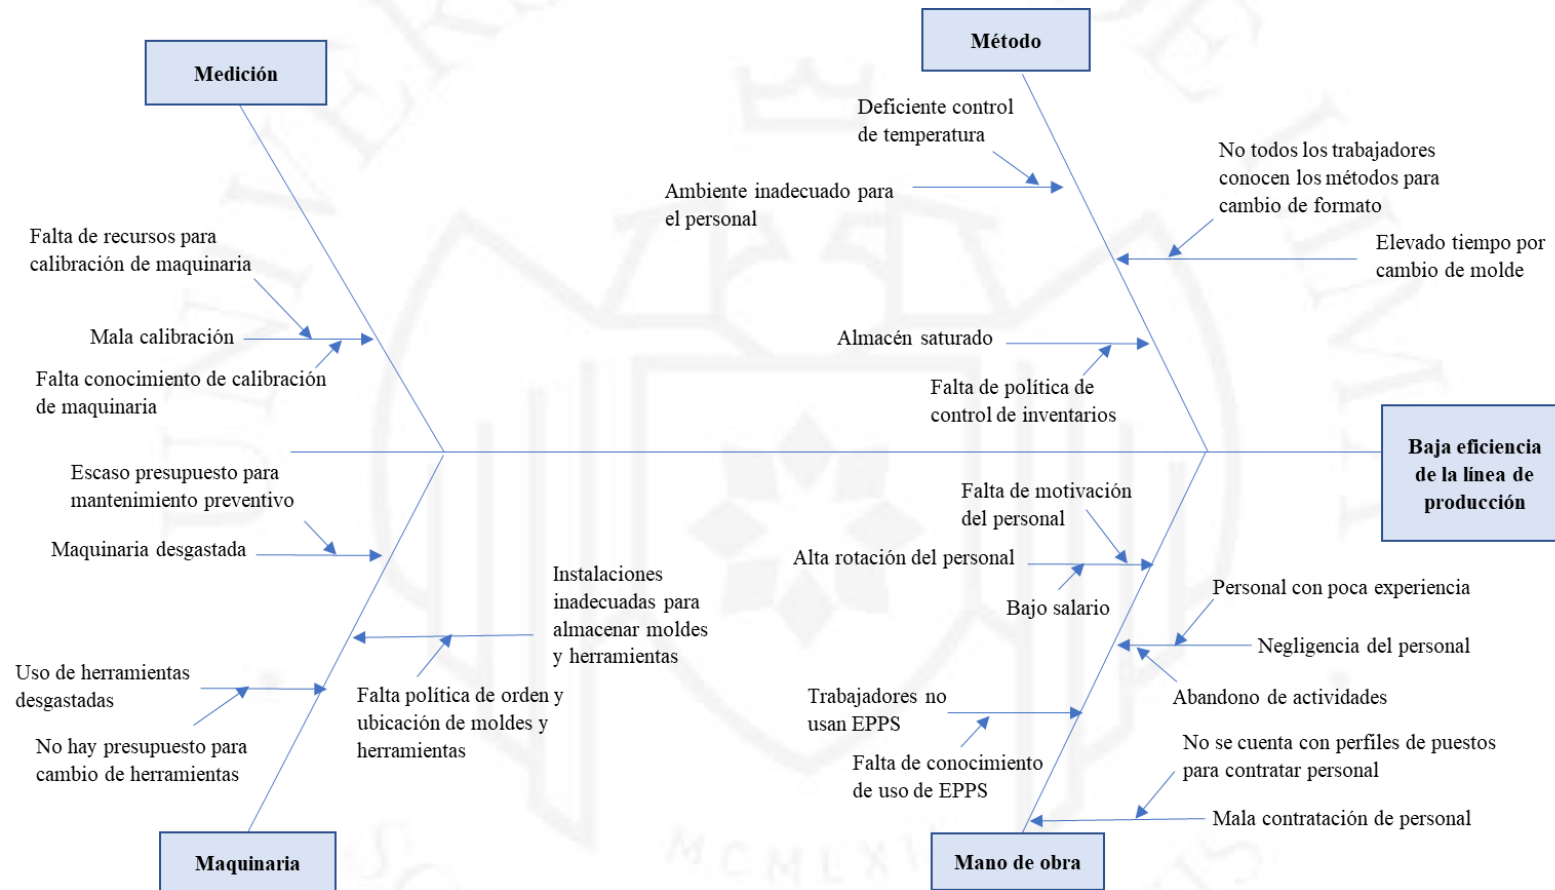 Medición
Método
Deficiente control
de temperatura
No todos los trabajadores
conocen los métodos para
cambio de formato
Ambiente inadecuado para
el personal
Falta de recursos para
calibración de maquinaria
Elevado tiempo por
cambio de molde
Mala calibración
Almacén saturado
Falta conocimiento de calibración
de maquinaria
Falta de política de
control de inventarios
Baja eficiencia
de la línea de
producción
Escaso presupuesto para
mantenimiento preventivo
Falta de motivación
del personal
Maquinaria desgastada
Alta rotación del personal
Instalaciones
inadecuadas para
almacenar moldes
y herramientas
Personal con poca experiencia
Bajo salario
Negligencia del personal
Uso de herramientas
desgastadas
Falta política de orden y
ubicación de moldes y
herramientas
Trabajadores no
usan EPPS
Abandono de actividades
No hay presupuesto para
cambio de herramientas
Falta de conocimiento
de uso de EPPS
No se cuenta con perfiles de puestos
para contratar personal
Mala contratación de personal
Maquinaria
Mano de obra
MCMLXII